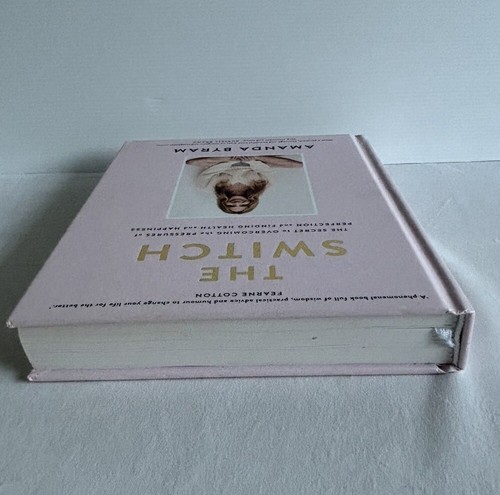 'A phenomenal book full of wisdom, practical advice and humour to change your life for the better.'
FEARNE COTTON
THE
SWITCH
THE SECRET to OVERCOMING the PRESSURES of
PERFECTION and FINDING HEALTH and HAPPINESS
AMANDA BYRAM